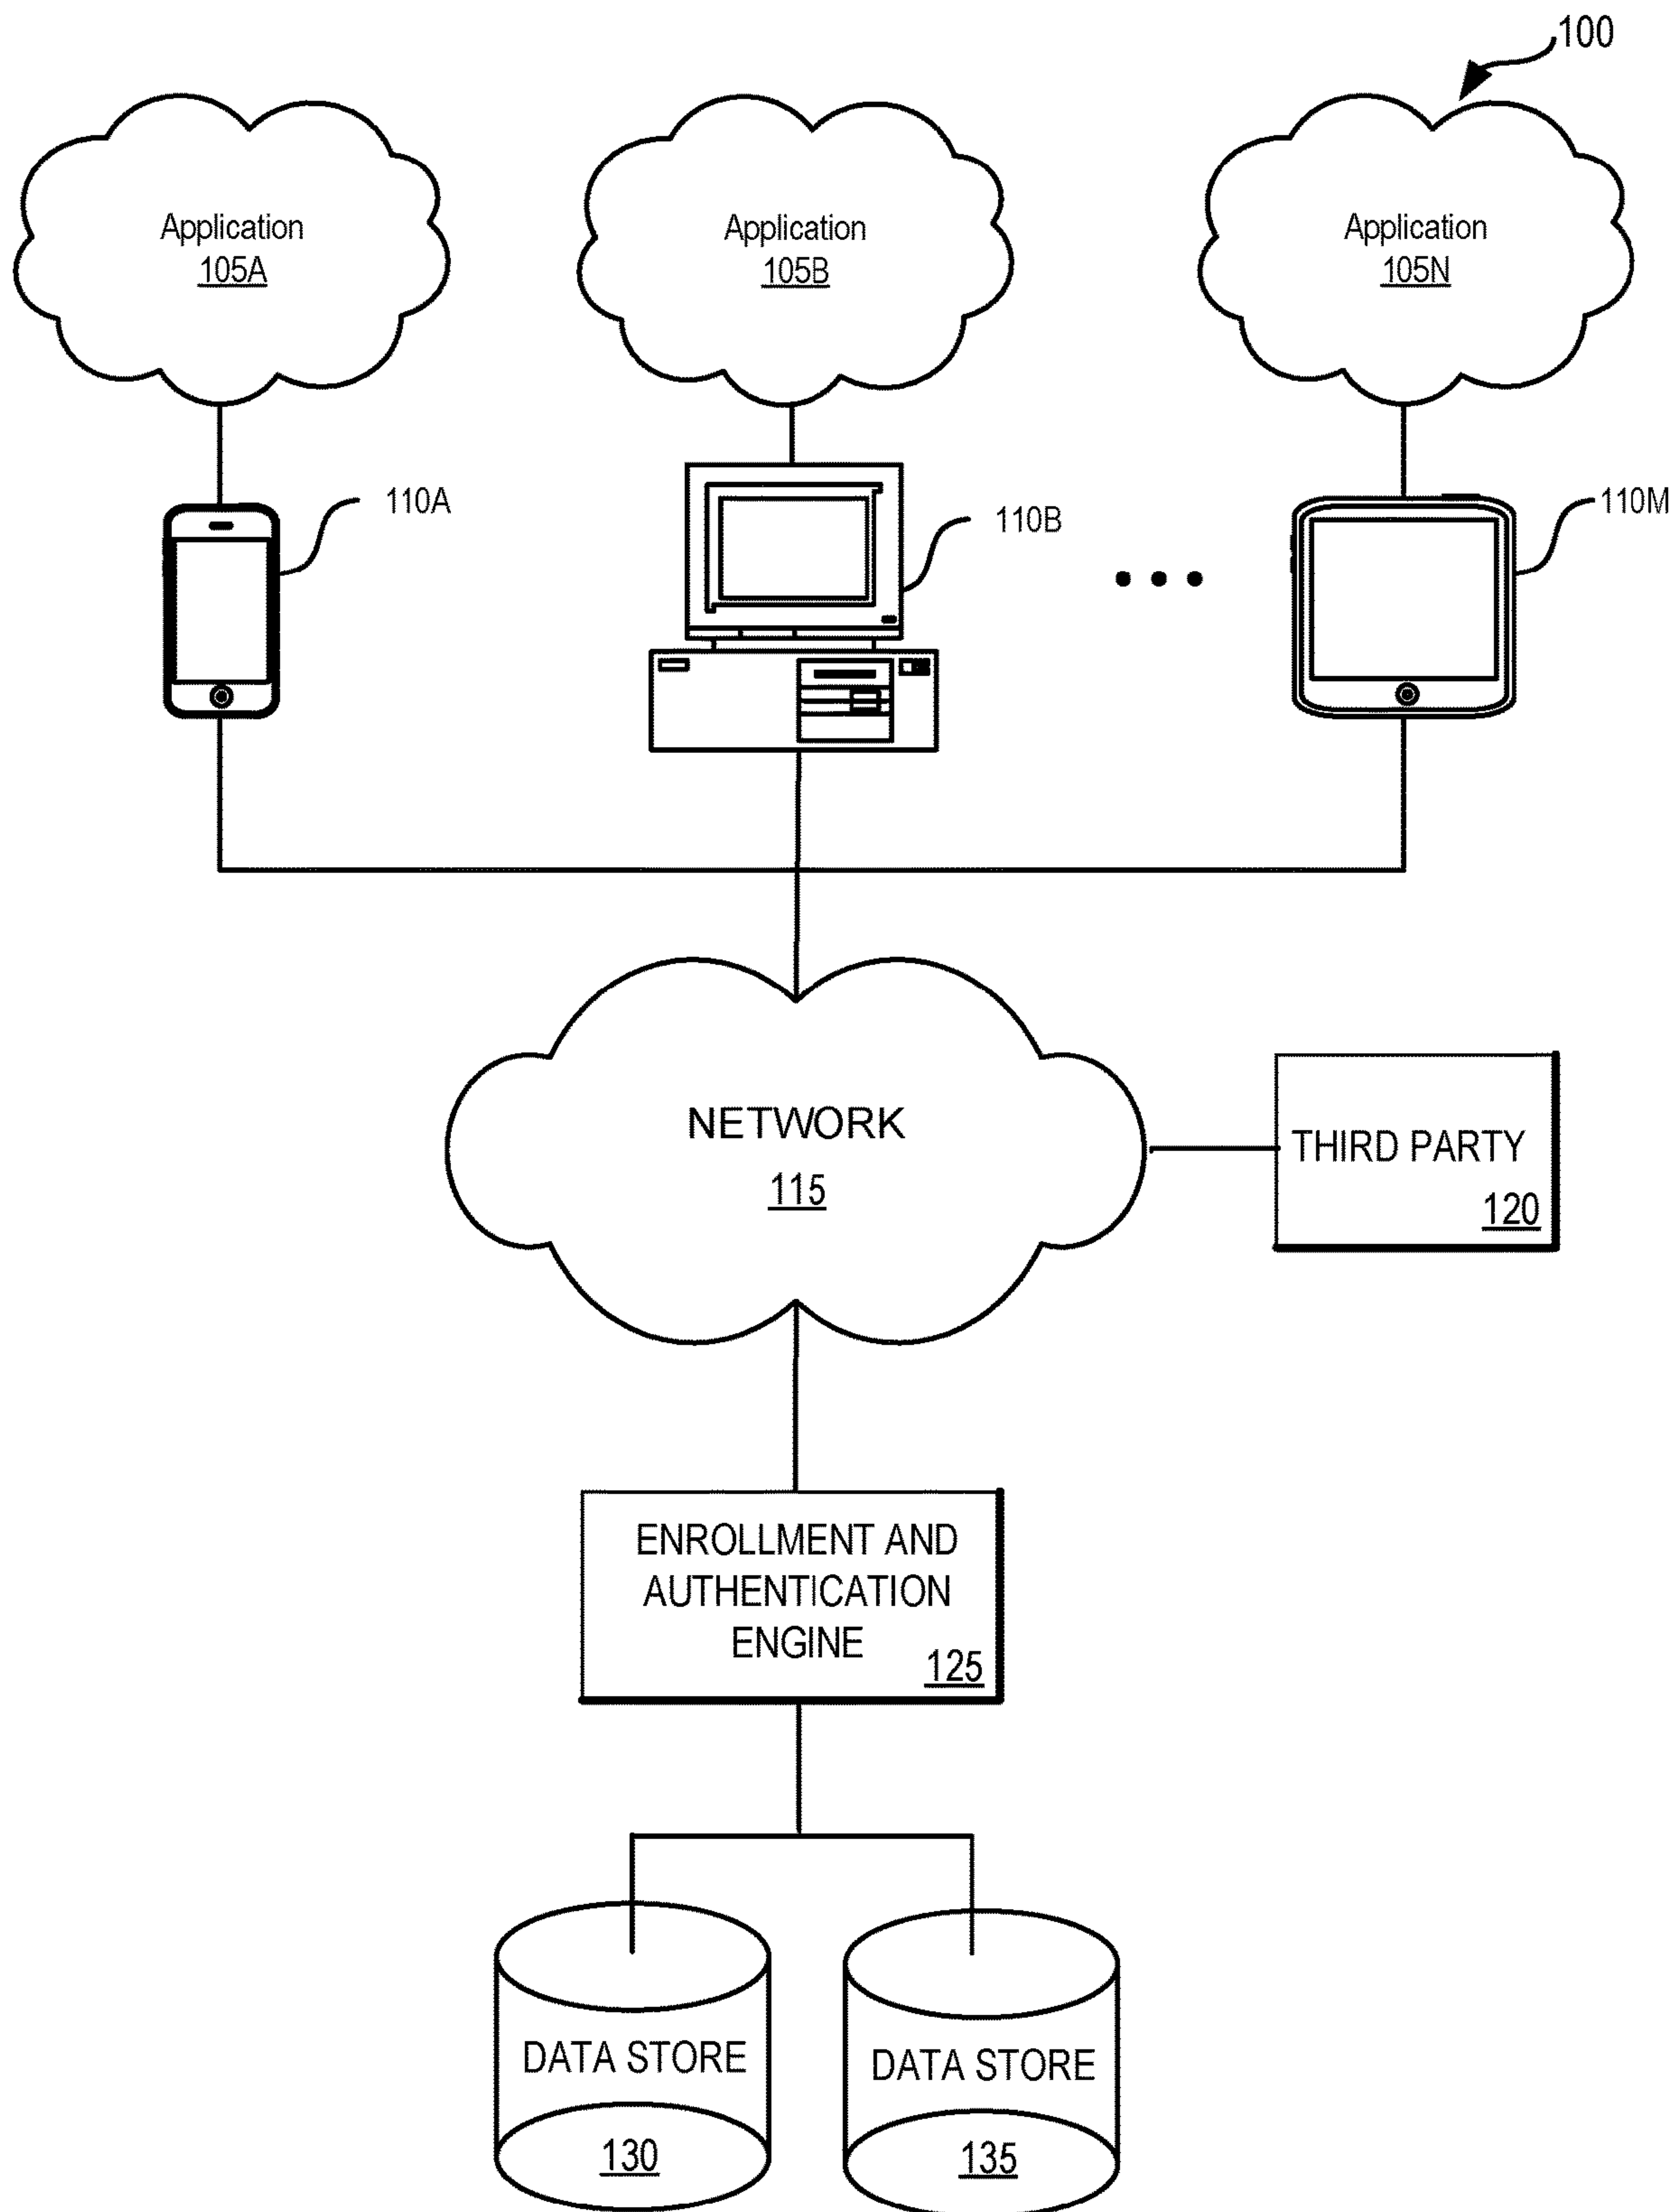 100
Application
105A
Application
105B
Application
105N
110A
110B
110M
NETWORK
115
THIRD PARTY
120
ENROLLMENT AND
AUTHENTICATION
ENGINE
125
DATA STORE
130
DATA STORE
135